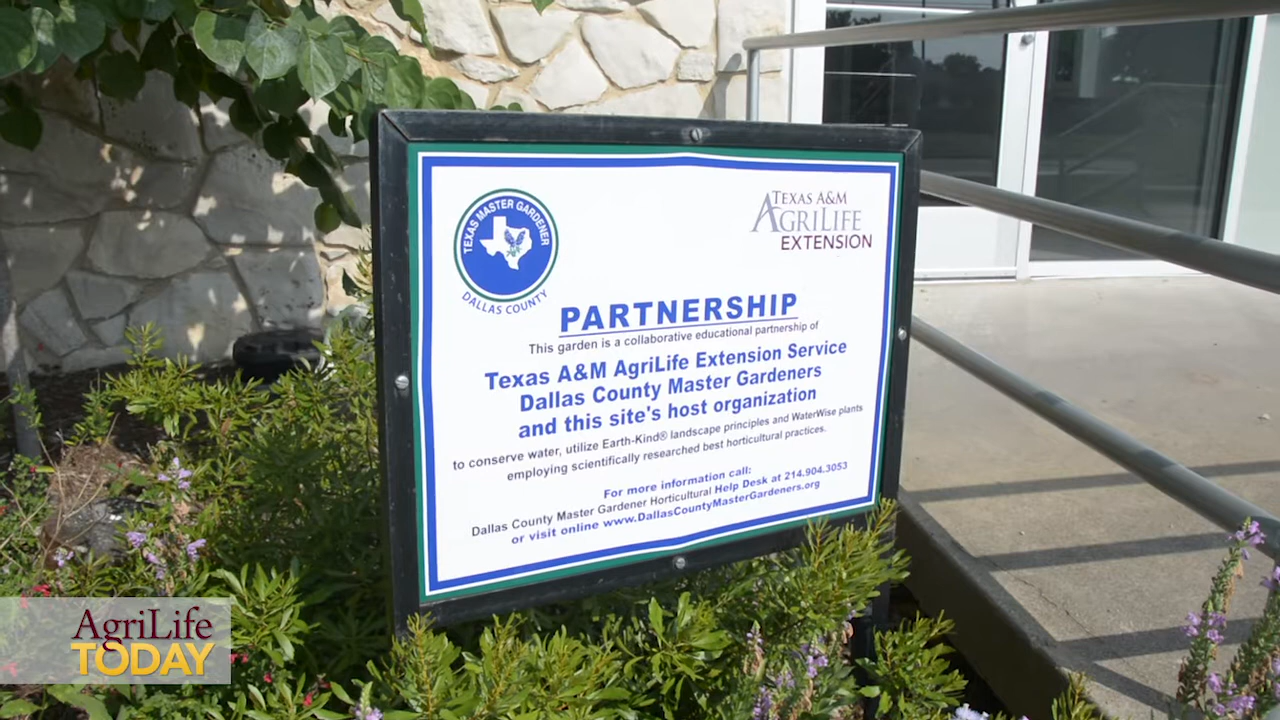 TEXAS MASTER GARDENER
DALLAS COUNTY
TEXAS A&M
AGRILIFE
EXTENSION
PARTNERSHIP
This garden is a collaborative educational partnership of
Texas A&M AgriLife Extension Service
Dallas County Master Gardeners
and this site's host organization
to conserve water, utilize Earth-Kind® landscape principles and WaterWise plants
employing scientifically researched best horticultural practices.
For more information call:
Dallas County Master Gardener Horticultural Help Desk at 214.904.3053
or visit online www.DallasCountyMasterGardeners.org
AgriLife
TODAY